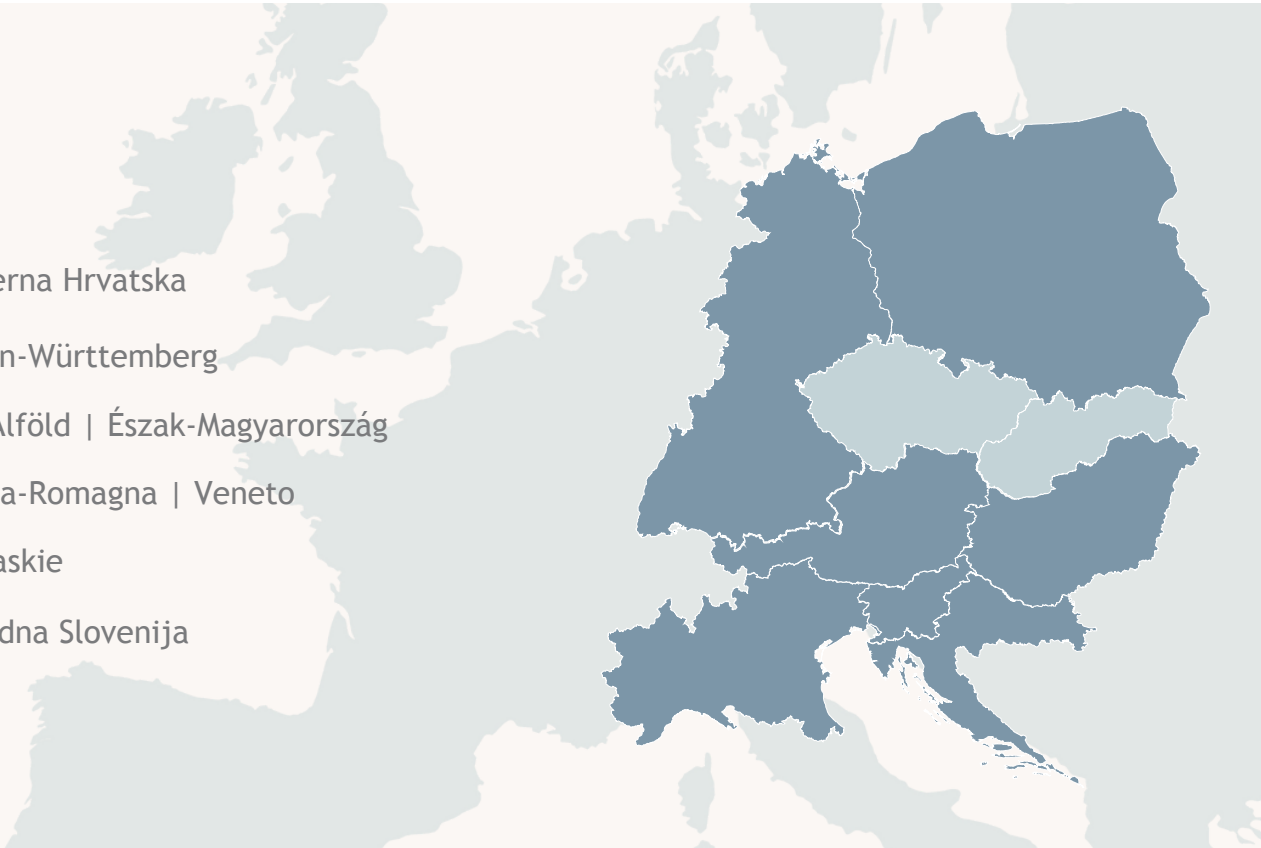 erna Hrvatska
n-Württemberg
Alföld | Észak-Magyarország
a-Romagna | Veneto
askie
dna Slovenija